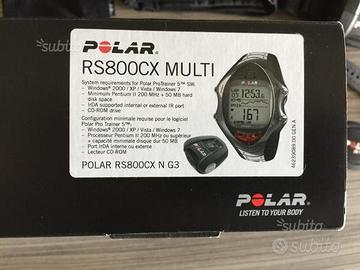 POLAR
RS800CX MULTI
System requirements for Polar ProTrainer 5™ SW:
- Windows® 2000 / XP / Vista / Windows 7
- Minimum Pentium II 200 MHz + 50 MB hard
disk space
- IrDA supported internal or external IR port
- CD-ROM drive
Configuration minimale requise pour le logiciel
Polar Pro Trainer 5™:
- Windows® 2000 / XP / Vista / Windows 7
- Processeur Pentium II 200 MHz ou supérieur
+ capacité minimale disque dur 50 MB
- Port IrDA interne ou externe
- Lecteur CD-ROM
POLAR RS800CX N G3
POLAR
LISTEN TO YOUR BODY
subito
subito